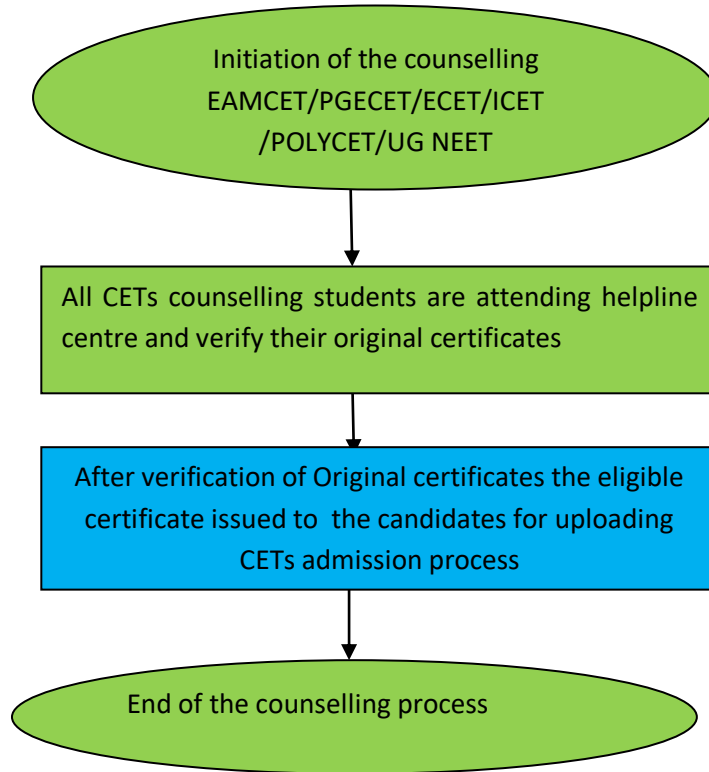 Initiation of the counselling
EAMCET/PGECET/ECET/ICET
/POLYCET/UG NEET
All CETs counselling students are attending helpline
centre and verify their original certificates
After verification of Original certificates the eligible
certificate issued to the candidates for uploading
CETs admission process
End of the counselling process